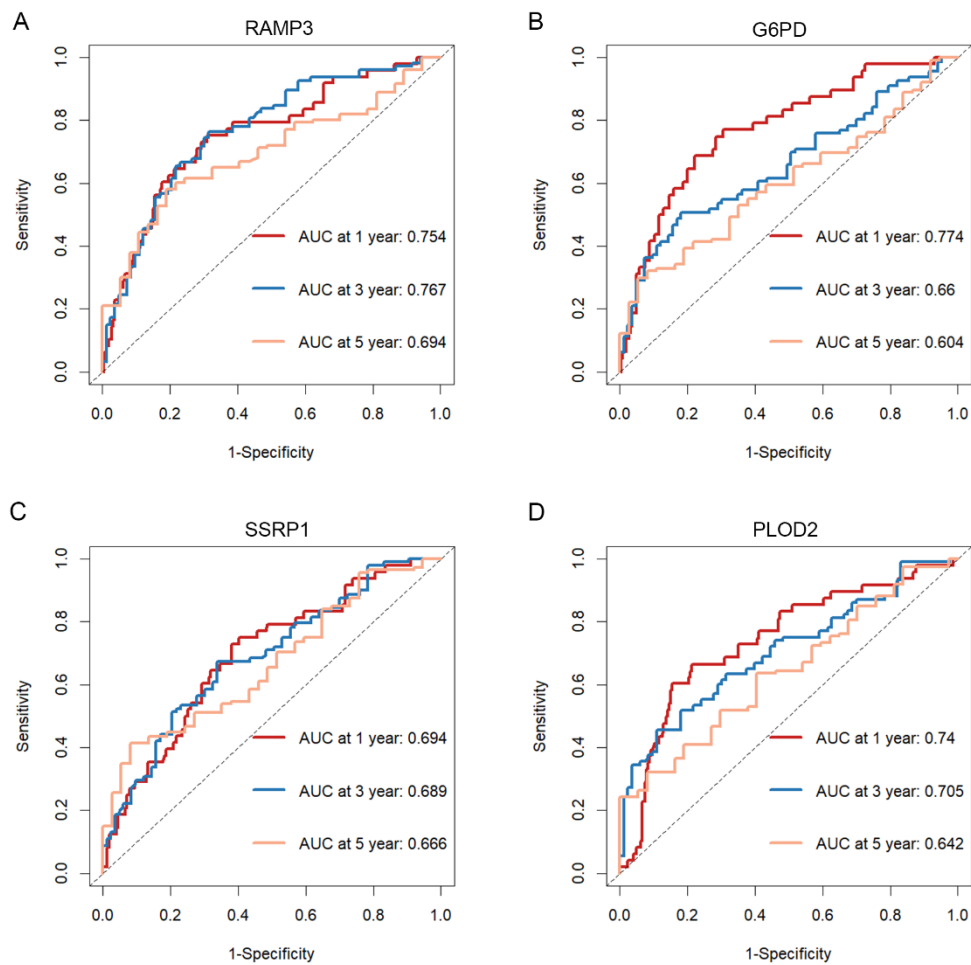 A
RAMP3
1.0
0.8
0.6
0.4
0.2
0.0
Sensitivity
AUC at 1 year: 0.754
AUC at 3 year: 0.767
AUC at 5 year: 0.694
0.0 0.2 0.4 0.6 0.8 1.0
1-Specificity
B
G6PD
1.0
0.8
0.6
0.4
0.2
0.0
Sensitivity
AUC at 1 year: 0.774
AUC at 3 year: 0.66
AUC at 5 year: 0.604
0.0 0.2 0.4 0.6 0.8 1.0
1-Specificity
C
SSRP1
1.0
0.8
0.6
0.4
0.2
0.0
Sensitivity
AUC at 1 year: 0.694
AUC at 3 year: 0.689
AUC at 5 year: 0.666
0.0 0.2 0.4 0.6 0.8 1.0
1-Specificity
D
PLOD2
1.0
0.8
0.6
0.4
0.2
0.0
Sensitivity
AUC at 1 year: 0.74
AUC at 3 year: 0.705
AUC at 5 year: 0.642
0.0 0.2 0.4 0.6 0.8 1.0
1-Specificity